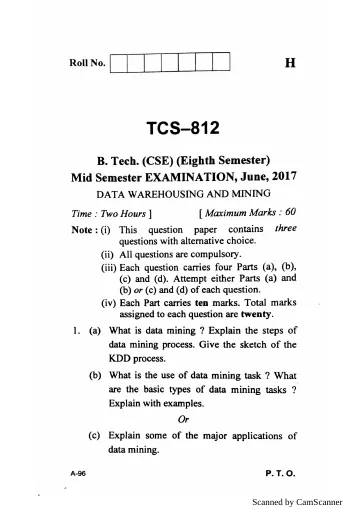 Roll No.
H
TCS–812
B. Tech. (CSE) (Eighth Semester)
Mid Semester EXAMINATION, June, 2017
DATA WAREHOUSING AND MINING
Time : Two Hours ] [ Maximum Marks : 60
Note : (i) This question paper contains three
questions with alternative choice.
(ii) All questions are compulsory.
(iii) Each question carries four Parts (a), (b),
(c) and (d). Attempt either Parts (a) and
(b) or (c) and (d) of each question.
(iv) Each Part carries ten marks. Total marks
assigned to each question are twenty.
1. (a) What is data mining ? Explain the steps of
data mining process. Give the sketch of the
KDD process.
(b) What is the use of data mining task ? What
are the basic types of data mining tasks ?
Explain with examples.
Or
(c) Explain some of the major applications of
data mining.
A-96 P. T. O.
Scanned by CamScanner